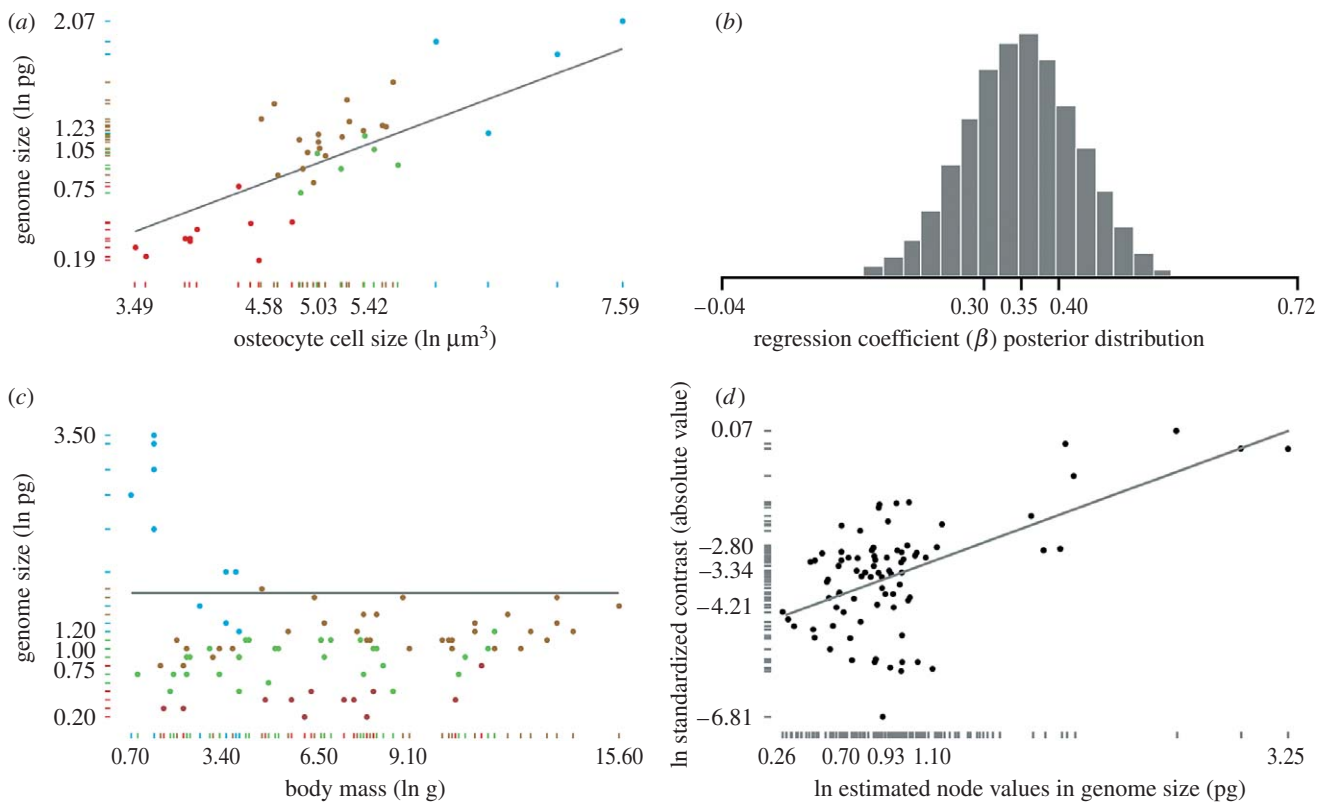 (a)
2.07
1.23
1.05
0.75
0.19
genome size (ln pg)
3.49 4.58 5.03 5.42 7.59
osteocyte cell size (ln µm³)
(b)
−0.04 0.30 0.35 0.40 0.72
regression coefficient (β) posterior distribution
(c)
3.50
1.20
1.00
0.75
0.20
genome size (ln pg)
0.70 3.40 6.50 9.10 15.60
body mass (ln g)
(d)
0.07
−2.80
−3.34
−4.21
−6.81
ln standardized contrast (absolute value)
0.26 0.70 0.93 1.10 3.25
ln estimated node values in genome size (pg)